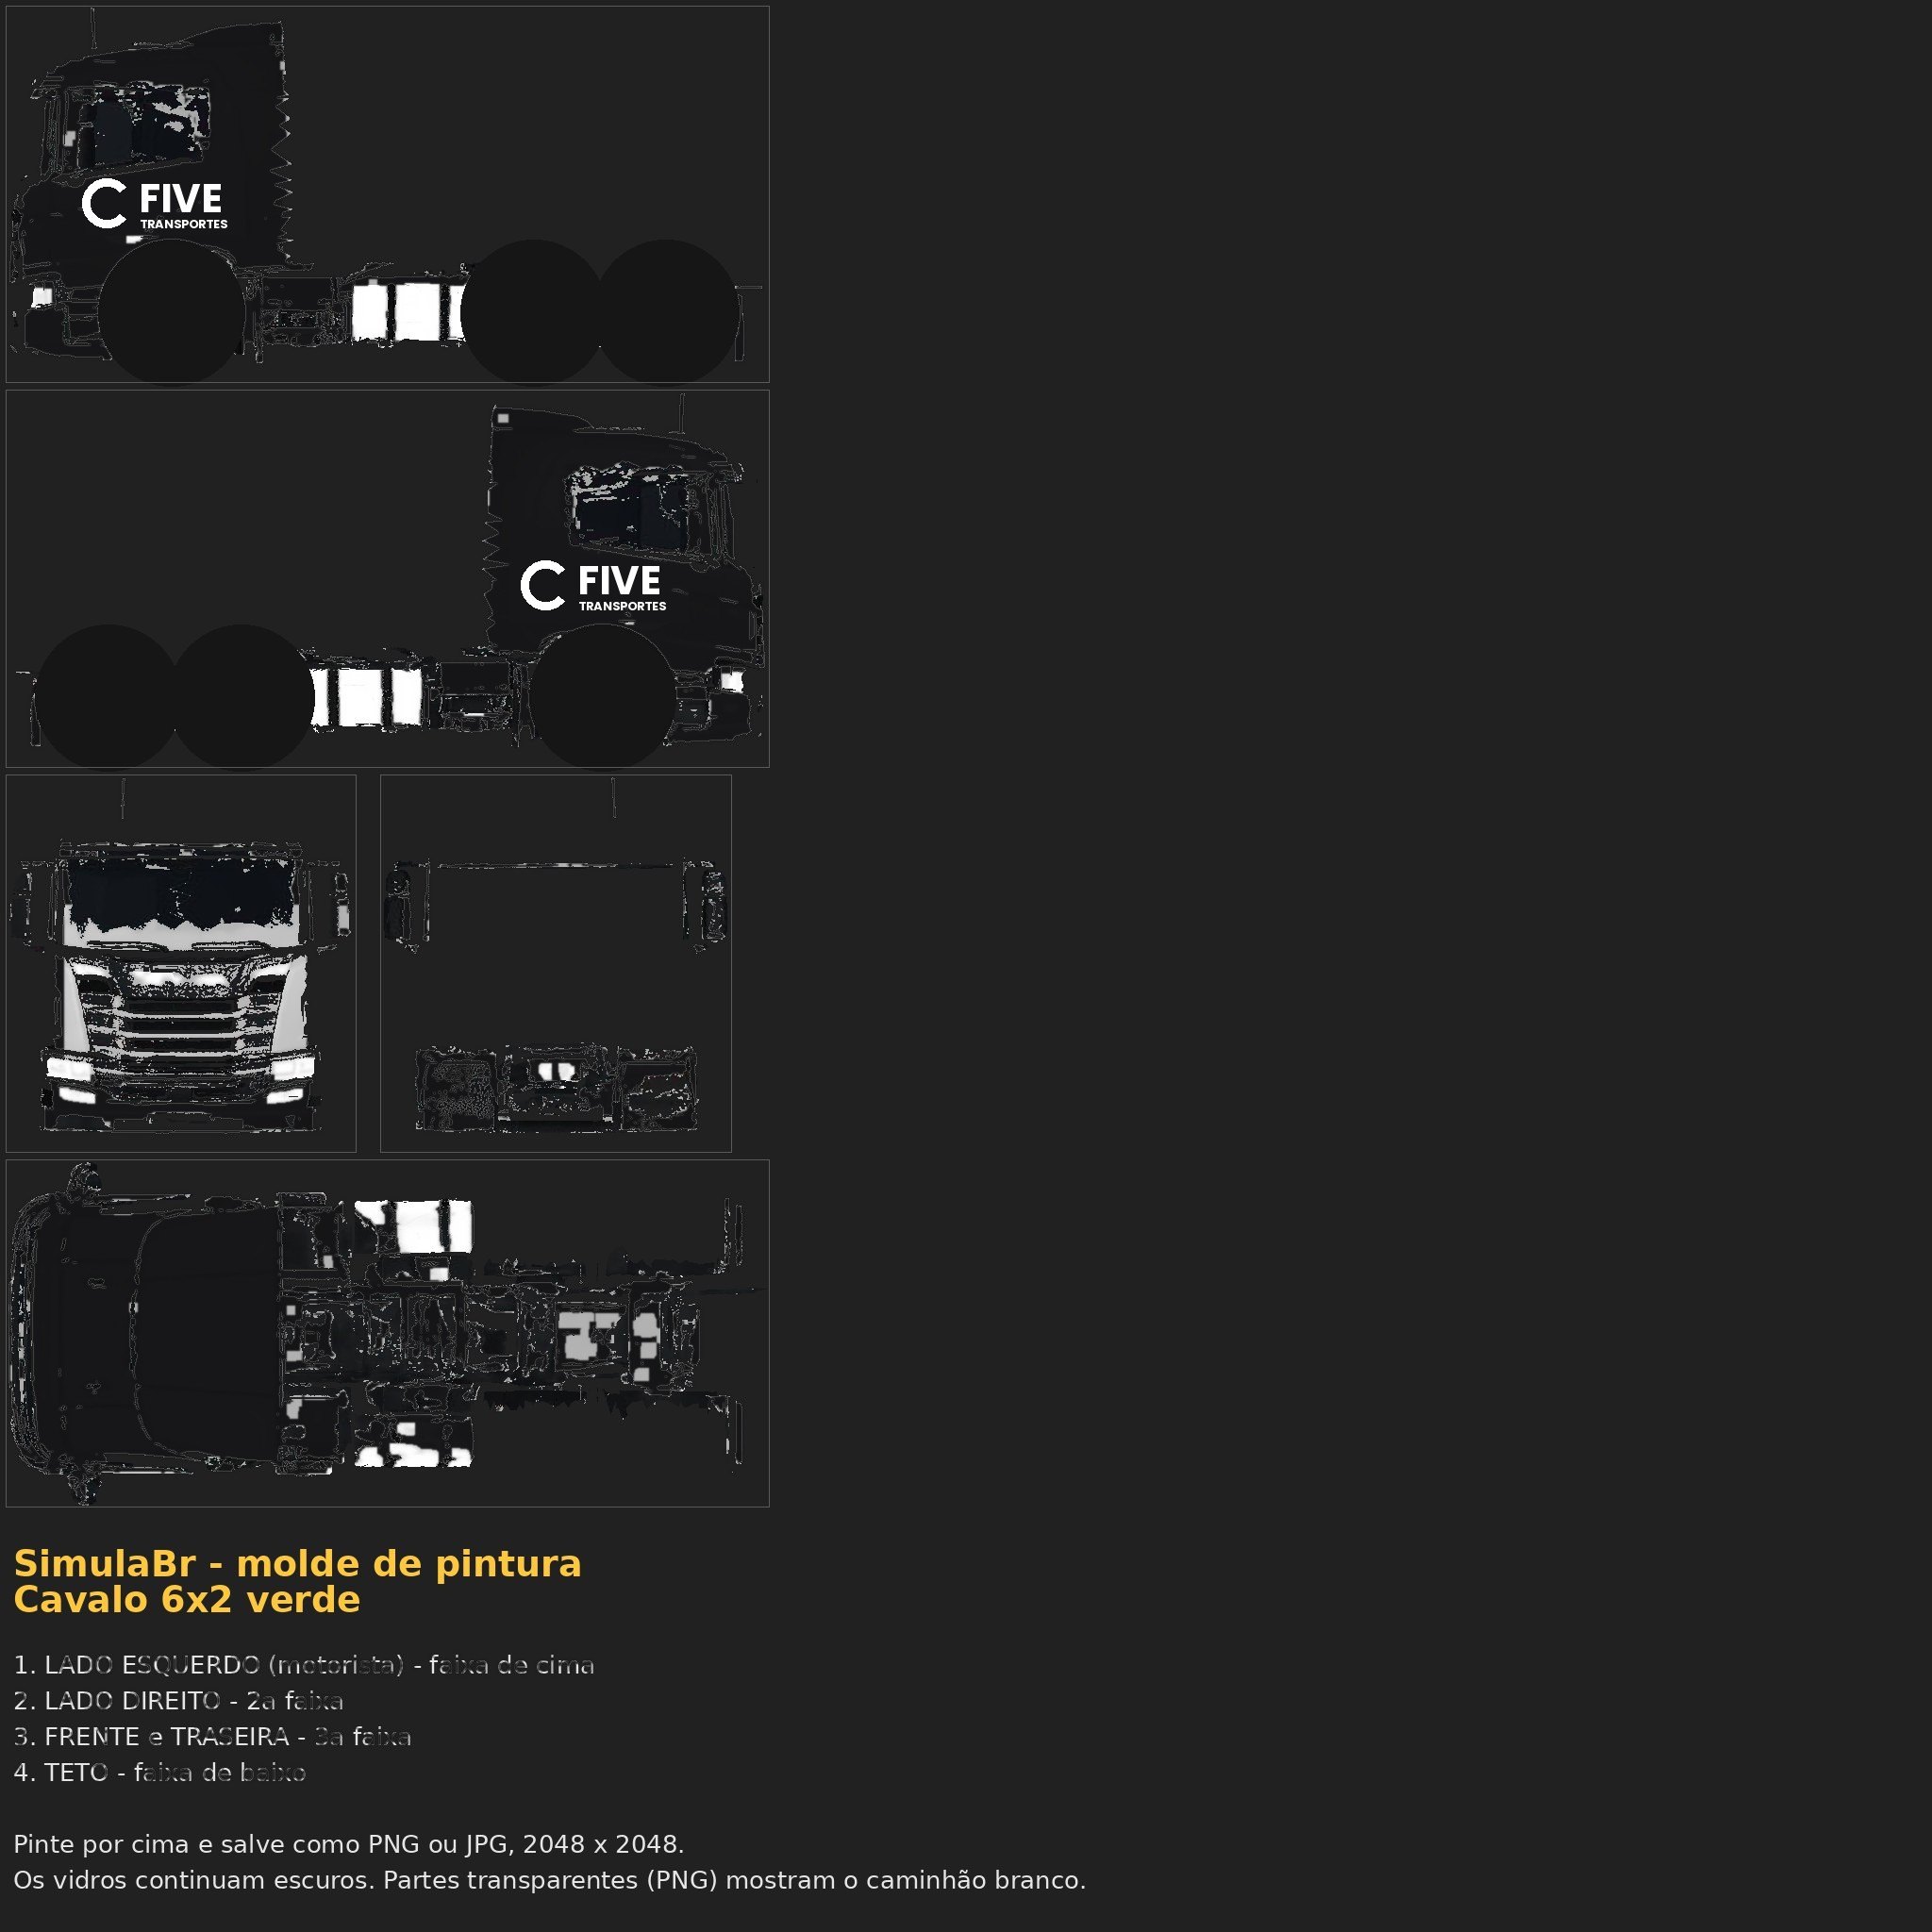 FIVE
TRANSPORTES
FIVE
TRANSPORTES
SimulaBr - molde de pintura
Cavalo 6x2 verde
1. LADO ESQUERDO (motorista) - faixa de cima
2. LADO DIREITO - 2a faixa
3. FRENTE e TRASEIRA - 3a faixa
4. TETO - faixa de baixo
Pinte por cima e salve como PNG ou JPG, 2048 x 2048.
Os vidros continuam escuros. Partes transparentes (PNG) mostram o caminhão branco.